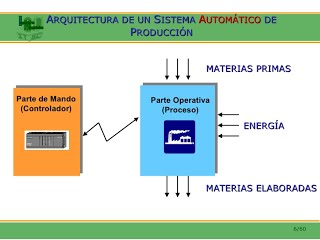 ARQUITECTURA DE UN SISTEMA AUTOMÁTICO DE
PRODUCCIÓN
MATERIAS PRIMAS
Parte de Mando
(Controlador)
Parte Operativa
(Proceso)
ENERGÍA
MATERIAS ELABORADAS
6/60